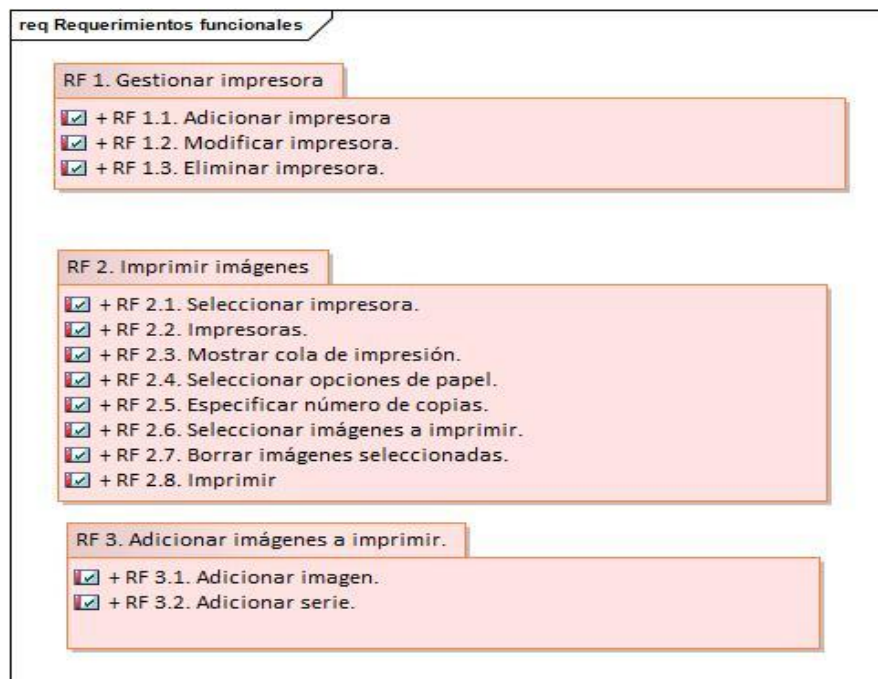 req Requerimientos funcionales
RF 1. Gestionar impresora
+ RF 1.1. Adicionar impresora
+ RF 1.2. Modificar impresora.
+ RF 1.3. Eliminar impresora.
RF 2. Imprimir imágenes
+ RF 2.1. Seleccionar impresora.
+ RF 2.2. Impresoras.
+ RF 2.3. Mostrar cola de impresión.
+ RF 2.4. Seleccionar opciones de papel.
+ RF 2.5. Especificar número de copias.
+ RF 2.6. Seleccionar imágenes a imprimir.
+ RF 2.7. Borrar imágenes seleccionadas.
+ RF 2.8. Imprimir
RF 3. Adicionar imágenes a imprimir.
+ RF 3.1. Adicionar imagen.
+ RF 3.2. Adicionar serie.